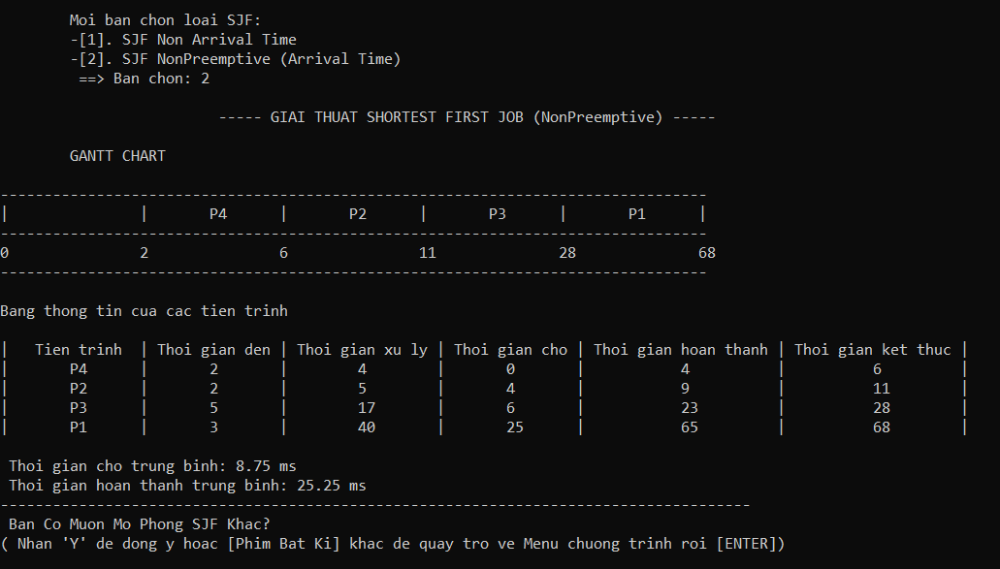 Moi ban chon loai SJF:
-[1]. SJF Non Arrival Time
-[2]. SJF NonPreemptive (Arrival Time)
==> Ban chon: 2
----- GIAI THUAT SHORTEST FIRST JOB (NonPreemptive) -----
GANTT CHART
---------------------------------------------------------------------------------
| | P4 | P2 | P3 | P1 |
---------------------------------------------------------------------------------
0 2 6 11 28 68
---------------------------------------------------------------------------------
Bang thong tin cua cac tien trinh
| Tien trinh | Thoi gian den | Thoi gian xu ly | Thoi gian cho | Thoi gian hoan thanh | Thoi gian ket thuc |
| P4 | 2 | 4 | 0 | 4 | 6 |
| P2 | 2 | 5 | 4 | 9 | 11 |
| P3 | 5 | 17 | 6 | 23 | 28 |
| P1 | 3 | 40 | 25 | 65 | 68 |
Thoi gian cho trung binh: 8.75 ms
Thoi gian hoan thanh trung binh: 25.25 ms
--------------------------------------------------------------------------------------
Ban Co Muon Mo Phong SJF Khac?
( Nhan 'Y' de dong y hoac [Phim Bat Ki] khac de quay tro ve Menu chuong trinh roi [ENTER])